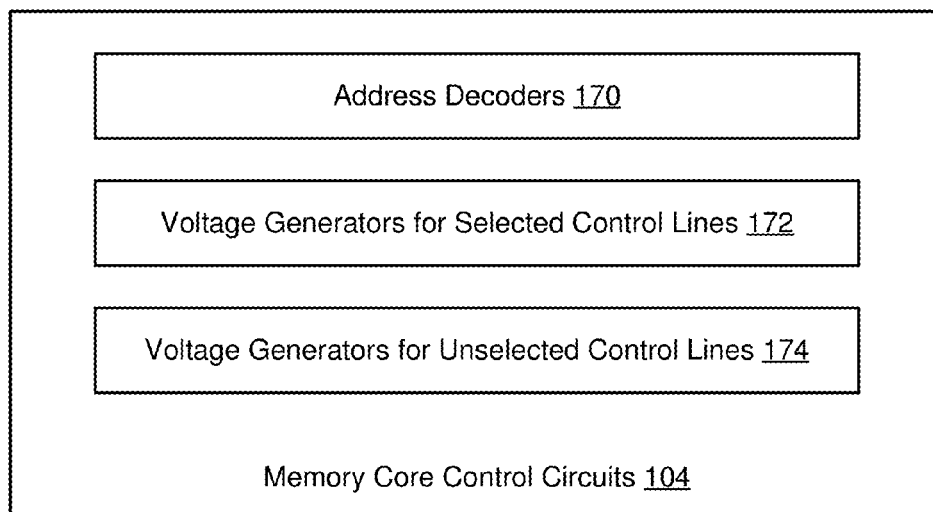 Address Decoders 170
Voltage Generators for Selected Control Lines 172
Voltage Generators for Unselected Control Lines 174
Memory Core Control Circuits 104